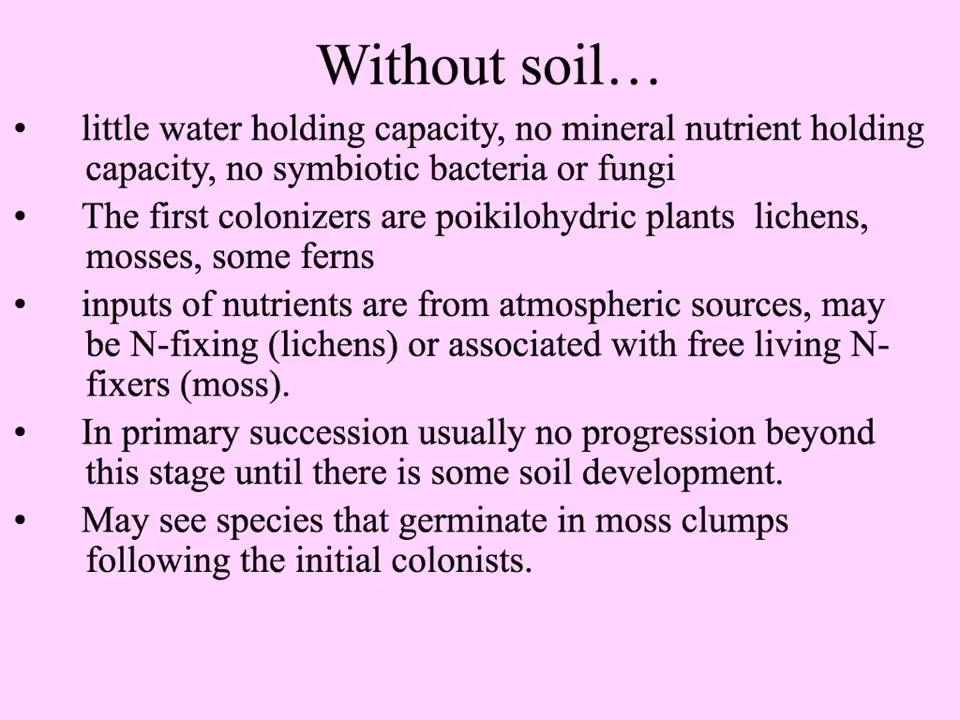 Without soil…
• little water holding capacity, no mineral nutrient holding
capacity, no symbiotic bacteria or fungi
• The first colonizers are poikilohydric plants  lichens,
mosses, some ferns
• inputs of nutrients are from atmospheric sources, may
be N-fixing (lichens) or associated with free living N-
fixers (moss).
• In primary succession usually no progression beyond
this stage until there is some soil development.
• May see species that germinate in moss clumps
following the initial colonists.